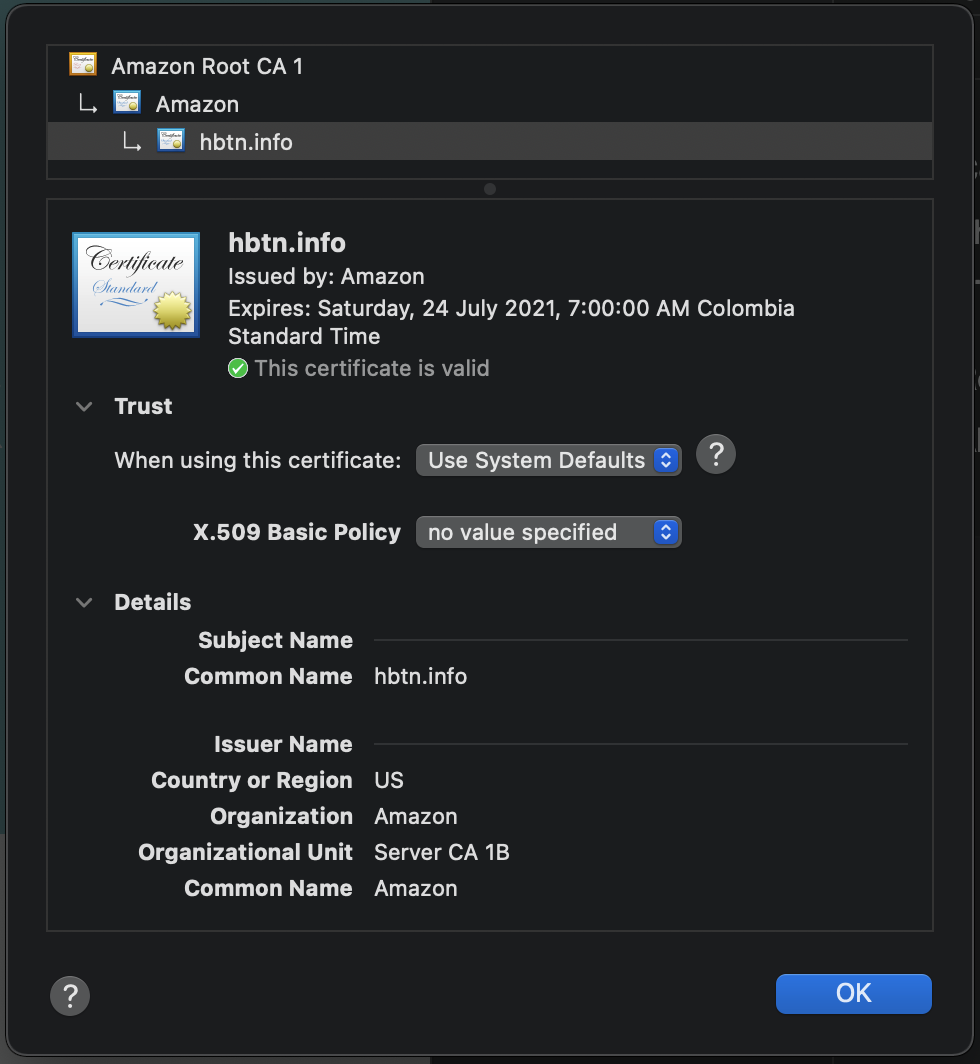 Amazon Root CA 1
Amazon
hbtn.info
Certificate
Standard
hbtn.info
Issued by: Amazon
Expires: Saturday, 24 July 2021, 7:00:00 AM Colombia
Standard Time
This certificate is valid
Trust
When using this certificate: Use System Defaults ?
X.509 Basic Policy no value specified
Details
Subject Name
Common Name hbtn.info
Issuer Name
Country or Region US
Organization Amazon
Organizational Unit Server CA 1B
Common Name Amazon
? OK